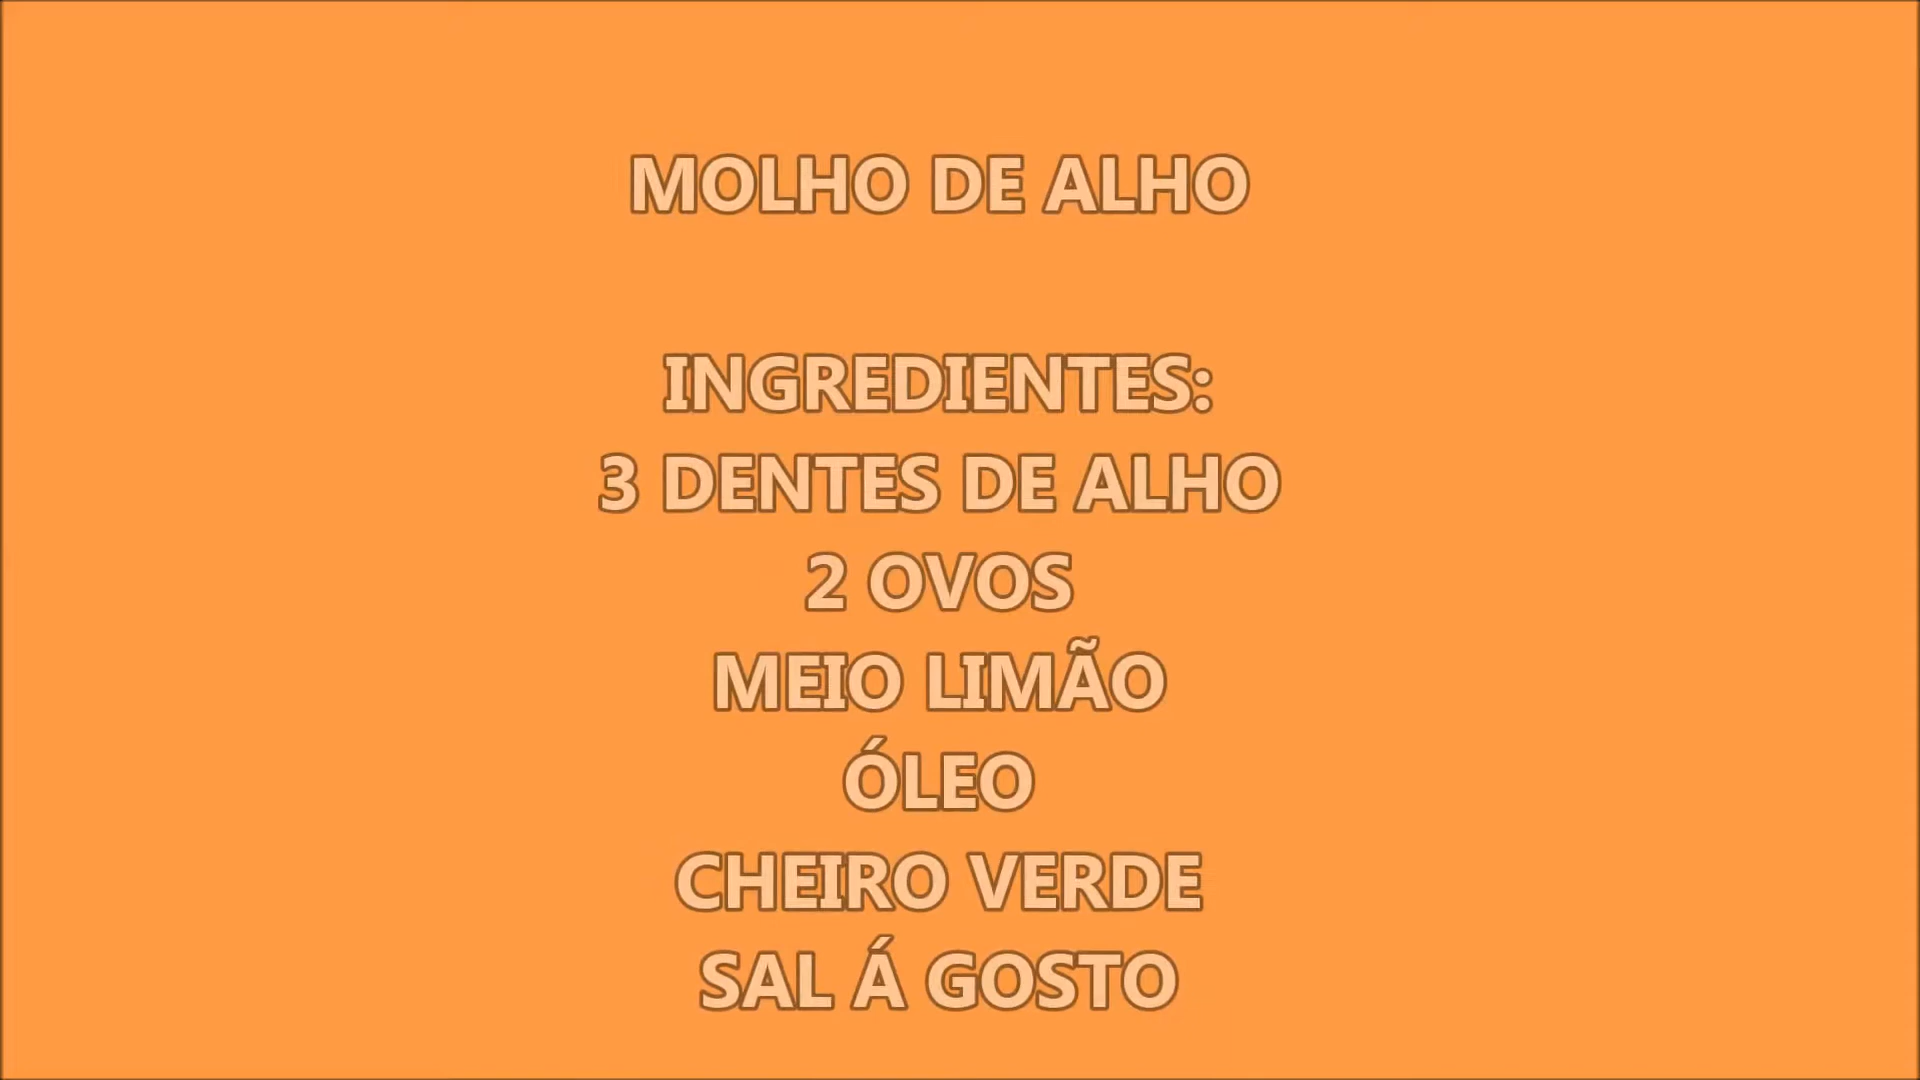 MOLHO DE ALHO
INGREDIENTES:
3 DENTES DE ALHO
2 OVOS
MEIO LIMÃO
ÓLEO
CHEIRO VERDE
SAL Á GOSTO